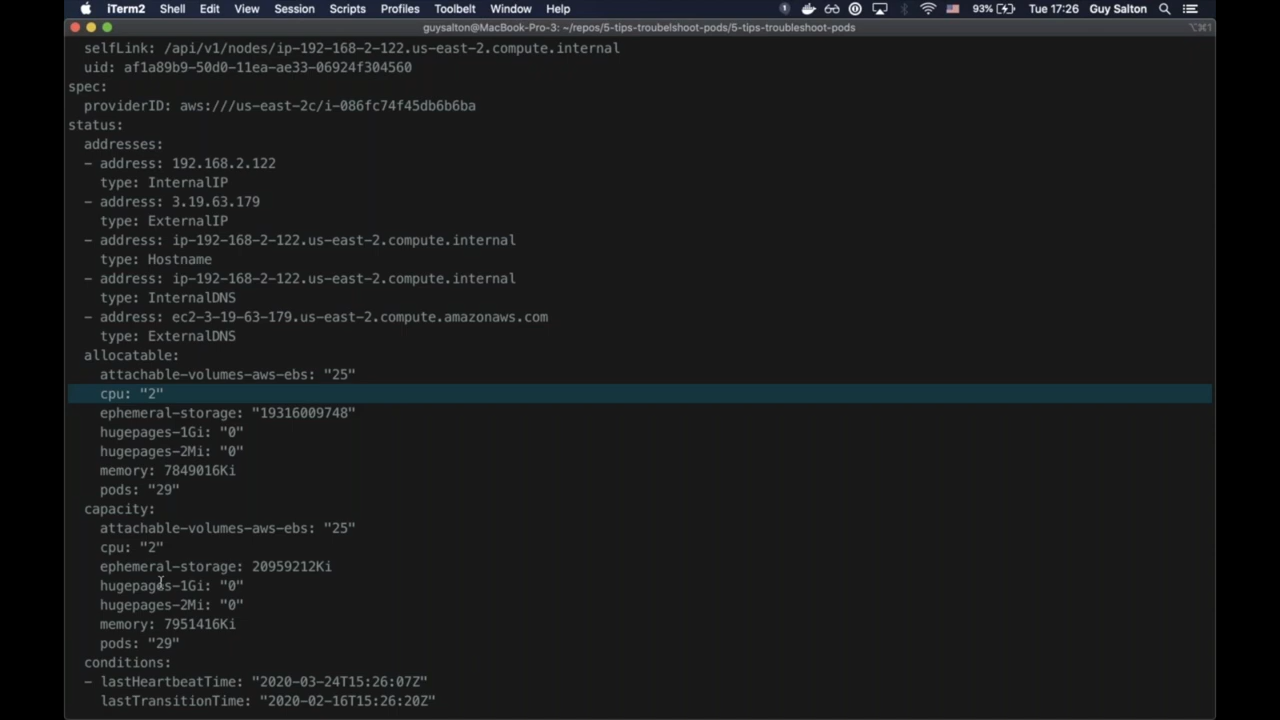 iTerm2 Shell Edit View Session Scripts Profiles Toolbelt Window Help 93% Tue 17:26 Guy Salton
guysalton@MacBook-Pro-3: ~/repos/5-tips-troubelshoot-pods/5-tips-troubleshoot-pods ⌥⌘1
selfLink: /api/v1/nodes/ip-192-168-2-122.us-east-2.compute.internal
uid: af1a89b9-50d0-11ea-ae33-06924f304560
spec:
providerID: aws:///us-east-2c/i-086fc74f45db6b6ba
status:
addresses:
- address: 192.168.2.122
type: InternalIP
- address: 3.19.63.179
type: ExternalIP
- address: ip-192-168-2-122.us-east-2.compute.internal
type: Hostname
- address: ip-192-168-2-122.us-east-2.compute.internal
type: InternalDNS
- address: ec2-3-19-63-179.us-east-2.compute.amazonaws.com
type: ExternalDNS
allocatable:
attachable-volumes-aws-ebs: "25"
cpu: "2"
ephemeral-storage: "19316009748"
hugepages-1Gi: "0"
hugepages-2Mi: "0"
memory: 7849016Ki
pods: "29"
capacity:
attachable-volumes-aws-ebs: "25"
cpu: "2"
ephemeral-storage: 20959212Ki
hugepages-1Gi: "0"
hugepages-2Mi: "0"
memory: 7951416Ki
pods: "29"
conditions:
- lastHeartbeatTime: "2020-03-24T15:26:07Z"
lastTransitionTime: "2020-02-16T15:26:20Z"